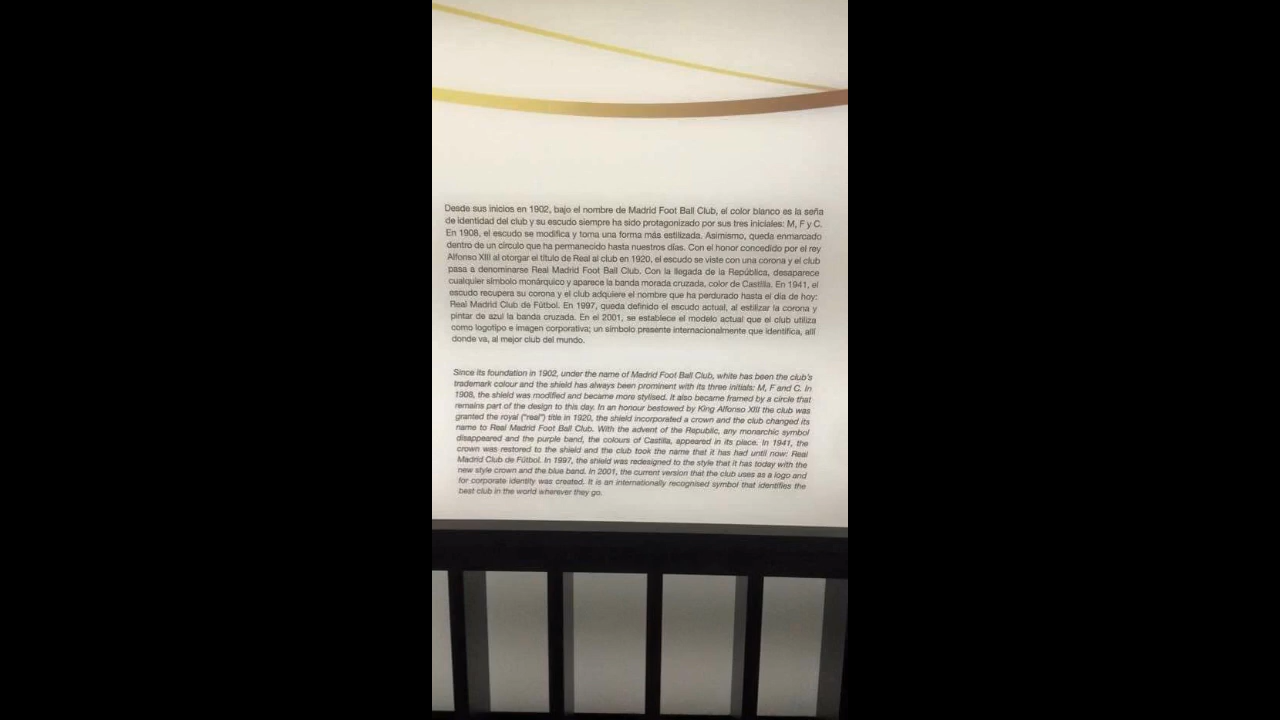 Desde sus inicios en 1902, bajo el nombre de Madrid Foot Ball Club, el color blanco es la seña
de identidad del club y su escudo siempre ha sido protagonizado por sus tres iniciales: M, F y C.
En 1908, el escudo se modifica y toma una forma más estilizada. Asimismo, queda enmarcado
dentro de un círculo que ha permanecido hasta nuestros días. Con el honor concedido por el rey
Alfonso XIII al otorgar el título de Real al club en 1920, el escudo se viste con una corona y el club
pasa a denominarse Real Madrid Foot Ball Club. Con la llegada de la República, desaparece
cualquier símbolo monárquico y aparece la banda morada cruzada, color de Castilla. En 1941, el
escudo recupera su corona y el club adquiere el nombre que ha perdurado hasta el día de hoy:
Real Madrid Club de Fútbol. En 1997, queda definido el escudo actual, al estilizar la corona y
pintar de azul la banda cruzada. En el 2001, se establece el modelo actual que el club utiliza
como logotipo e imagen corporativa; un símbolo presente internacionalmente que identifica, allí
donde va, al mejor club del mundo.
Since its foundation in 1902, under the name of Madrid Foot Ball Club, white has been the club's
trademark colour and the shield has always been prominent with its three initials: M, F and C. In
1908, the shield was modified and became more stylised. It also became framed by a circle that
remains part of the design to this day. In an honour bestowed by King Alfonso XIII the club was
granted the royal ("real") title in 1920, the shield incorporated a crown and the club changed its
name to Real Madrid Foot Ball Club. With the advent of the Republic, any monarchic symbol
disappeared and the purple band, the colours of Castilla, appeared in its place. In 1941, the
crown was restored to the shield and the club took the name that it has had until now: Real
Madrid Club de Fútbol. In 1997, the shield was redesigned to the style that it has today with the
new style crown and the blue band. In 2001, the current version that the club uses as a logo and
for corporate identity was created. It is an internationally recognised symbol that identifies the
best club in the world wherever they go.